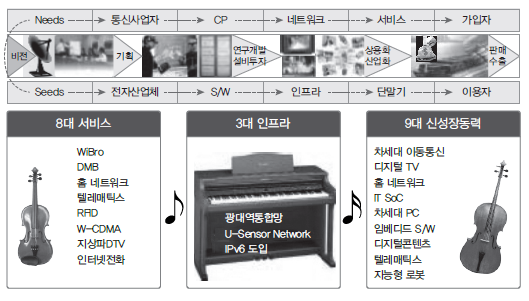 Needs 통신사업자 CP 네트워크 서비스 가입자
비전 기획 연구개발 설비투자 상용화 산업화 판매 수출
Seeds 전자산업체 S/W 인프라 단말기 이용자
8대 서비스
WiBro
DMB
홈 네트워크
텔레매틱스
RFID
W-CDMA
지상파DTV
인터넷전화
3대 인프라
광대역통합망
U-Sensor Network
IPv6 도입
9대 신성장동력
차세대 이동통신
디지털 TV
홈 네트워크
IT SoC
차세대 PC
임베디드 S/W
디지털콘텐츠
텔레매틱스
지능형 로봇